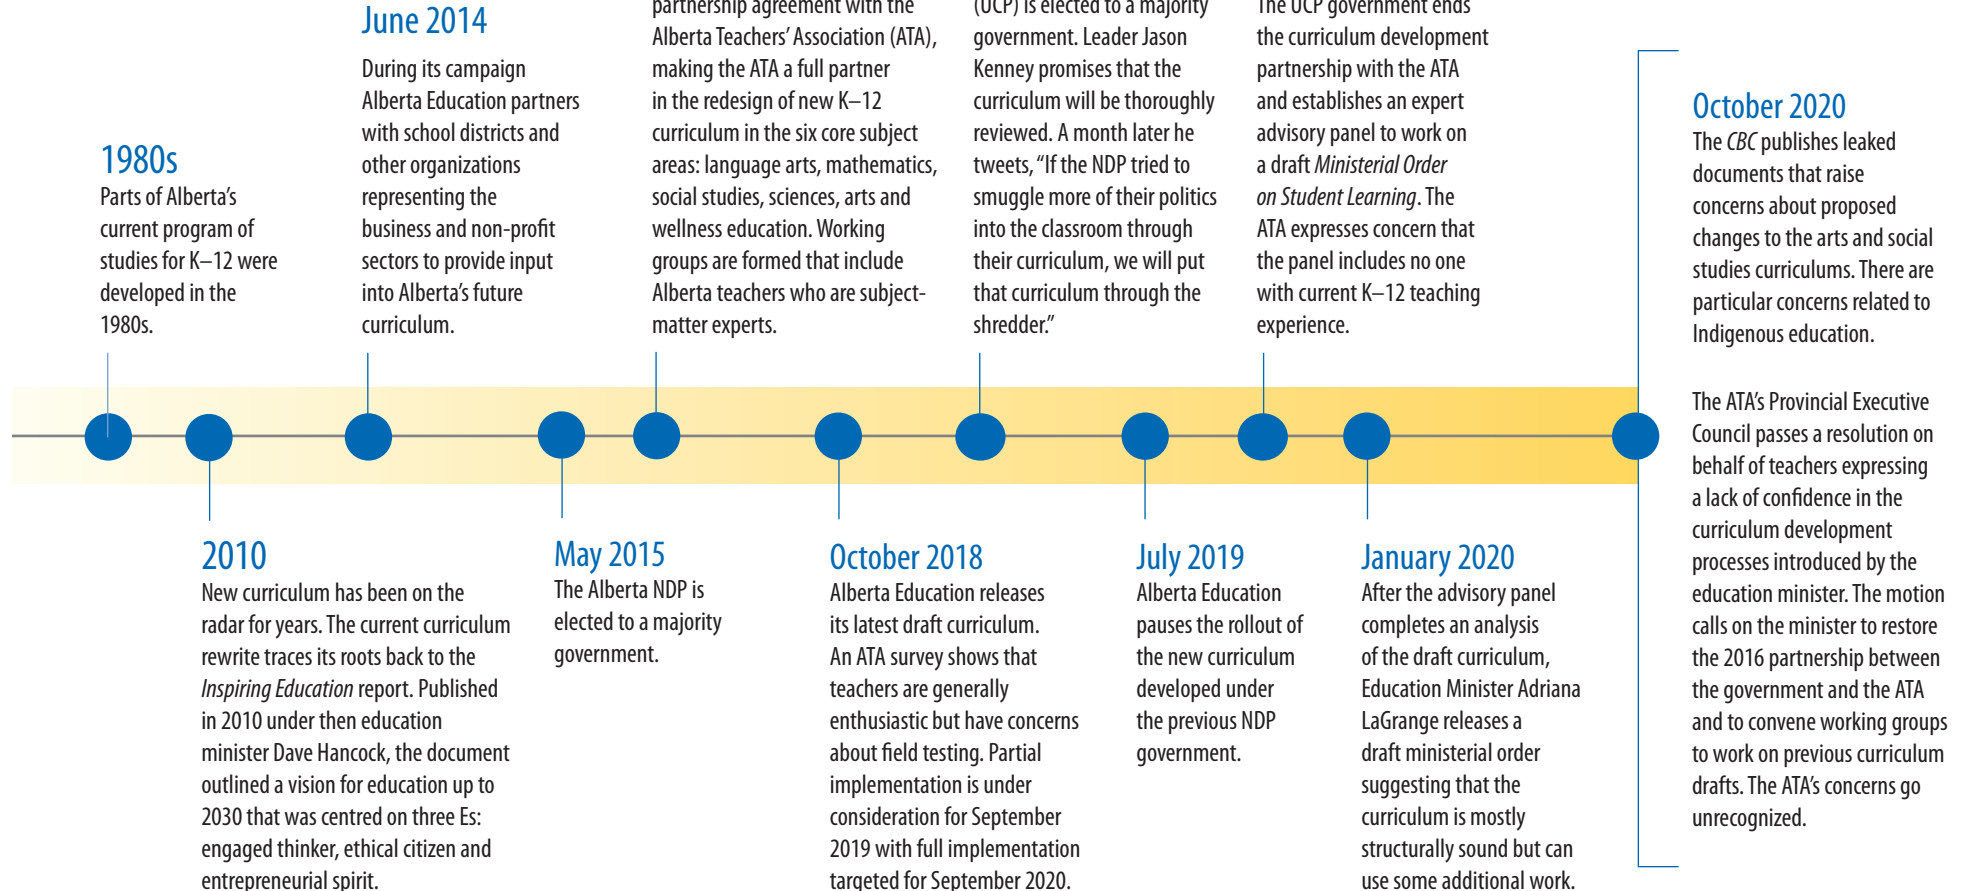 1980s
Parts of Alberta’s
current program of
studies for K–12 were
developed in the
1980s.
2010
New curriculum has been on the
radar for years. The current curriculum
rewrite traces its roots back to the
Inspiring Education report. Published
in 2010 under then education
minister Dave Hancock, the document
outlined a vision for education up to
2030 that was centred on three Es:
engaged thinker, ethical citizen and
entrepreneurial spirit.
June 2014
During its campaign
Alberta Education partners
with school districts and
other organizations
representing the
business and non-profit
sectors to provide input
into Alberta’s future
curriculum.
May 2015
The Alberta NDP is
elected to a majority
government.
partnership agreement with the
Alberta Teachers’ Association (ATA),
making the ATA a full partner
in the redesign of new K–12
curriculum in the six core subject
areas: language arts, mathematics,
social studies, sciences, arts and
wellness education. Working
groups are formed that include
Alberta teachers who are subject-
matter experts.
October 2018
Alberta Education releases
its latest draft curriculum.
An ATA survey shows that
teachers are generally
enthusiastic but have concerns
about field testing. Partial
implementation is under
consideration for September
2019 with full implementation
targeted for September 2020.
(UCP) is elected to a majority
government. Leader Jason
Kenney promises that the
curriculum will be thoroughly
reviewed. A month later he
tweets, “If the NDP tried to
smuggle more of their politics
into the classroom through
their curriculum, we will put
that curriculum through the
shredder.”
July 2019
Alberta Education
pauses the rollout of
the new curriculum
developed under
the previous NDP
government.
The UCP government ends
the curriculum development
partnership with the ATA
and establishes an expert
advisory panel to work on
a draft Ministerial Order
on Student Learning. The
ATA expresses concern that
the panel includes no one
with current K–12 teaching
experience.
January 2020
After the advisory panel
completes an analysis
of the draft curriculum,
Education Minister Adriana
LaGrange releases a
draft ministerial order
suggesting that the
curriculum is mostly
structurally sound but can
use some additional work.
October 2020
The CBC publishes leaked
documents that raise
concerns about proposed
changes to the arts and social
studies curriculums. There are
particular concerns related to
Indigenous education.
The ATA’s Provincial Executive
Council passes a resolution on
behalf of teachers expressing
a lack of confidence in the
curriculum development
processes introduced by the
education minister. The motion
calls on the minister to restore
the 2016 partnership between
the government and the ATA
and to convene working groups
to work on previous curriculum
drafts. The ATA’s concerns go
unrecognized.